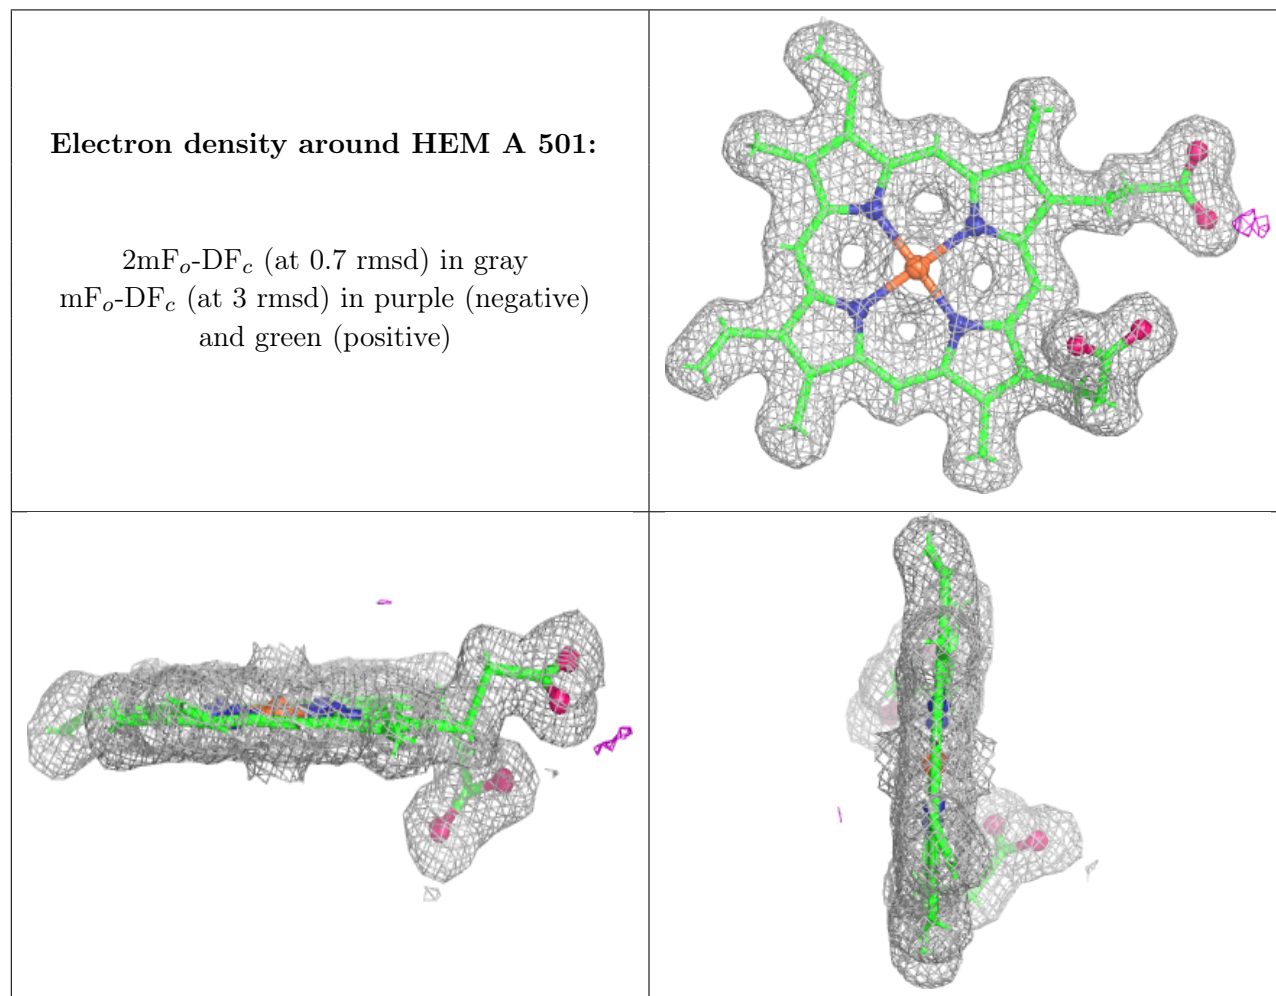 Electron density around HEM A 501:
2mFₒ-DF𝒸 (at 0.7 rmsd) in gray
mFₒ-DF𝒸 (at 3 rmsd) in purple (negative)
and green (positive)